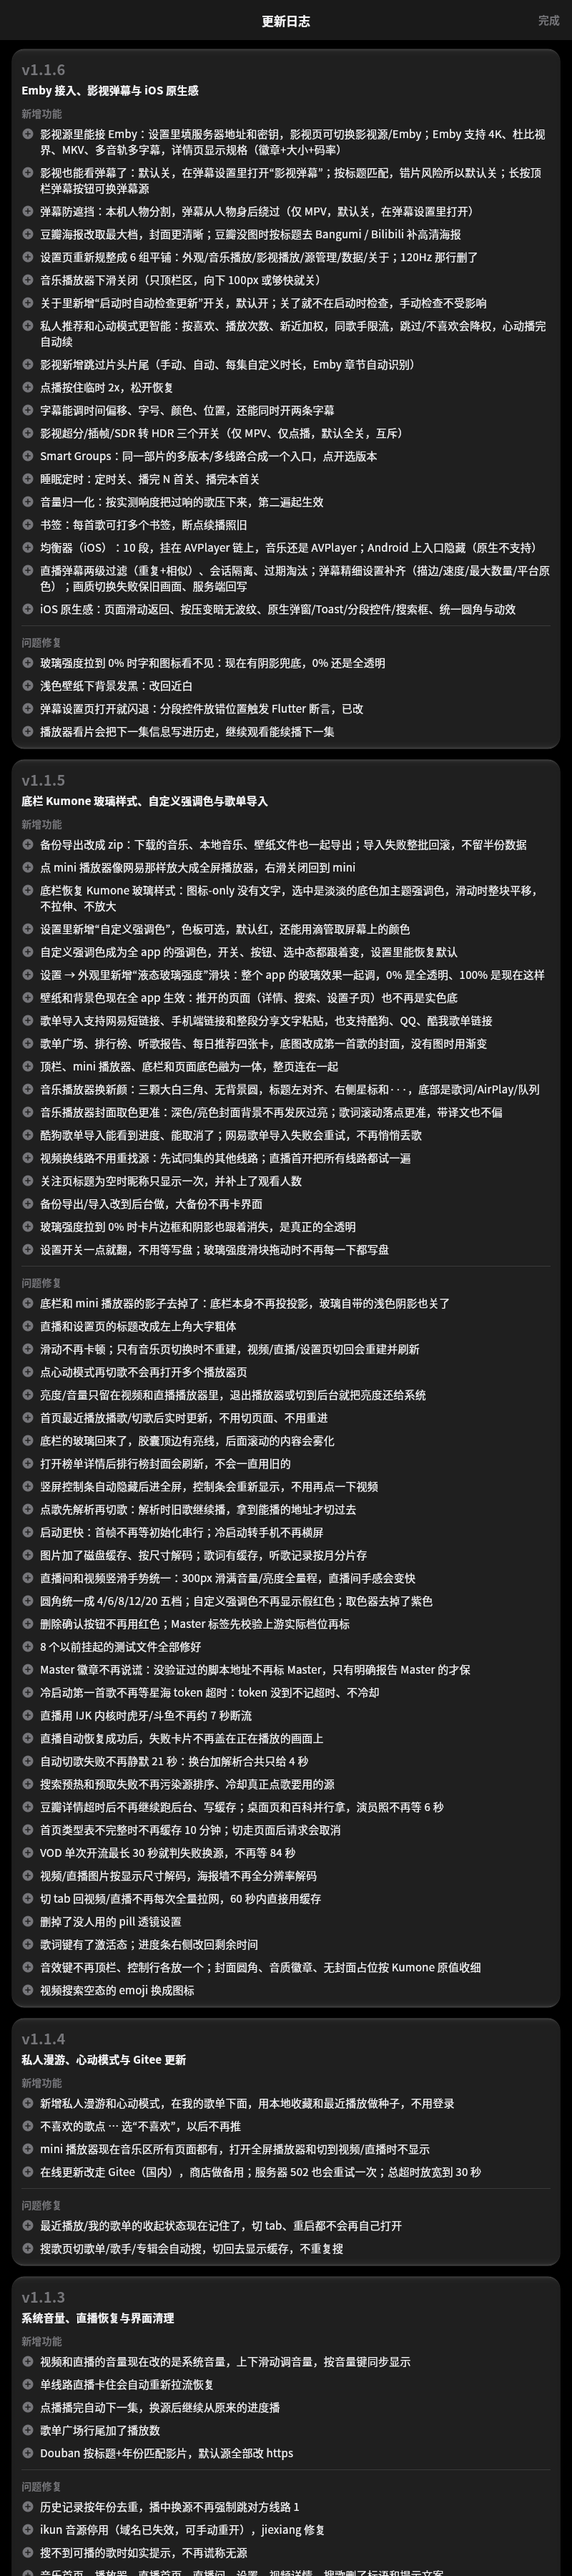 更新日志
完成
v1.1.6
Emby 接入、影视弹幕与 iOS 原生感
新增功能
影视源里能接 Emby：设置里填服务器地址和密钥，影视页可切换影视源/Emby；Emby 支持 4K、杜比视
界、MKV、多音轨多字幕，详情页显示规格（徽章+大小+码率）
影视也能看弹幕了：默认关，在弹幕设置里打开“影视弹幕”；按标题匹配，错片风险所以默认关；长按顶
栏弹幕按钮可换弹幕源
弹幕防遮挡：本机人物分割，弹幕从人物身后绕过（仅 MPV，默认关，在弹幕设置里打开）
豆瓣海报改取最大档，封面更清晰；豆瓣没图时按标题去 Bangumi / Bilibili 补高清海报
设置页重新规整成 6 组平铺：外观/音乐播放/影视播放/源管理/数据/关于；120Hz 那行删了
音乐播放器下滑关闭（只顶栏区，向下 100px 或够快就关）
关于里新增“启动时自动检查更新”开关，默认开；关了就不在启动时检查，手动检查不受影响
私人推荐和心动模式更智能：按喜欢、播放次数、新近加权，同歌手限流，跳过/不喜欢会降权，心动播完
自动续
影视新增跳过片头片尾（手动、自动、每集自定义时长，Emby 章节自动识别）
点播按住临时 2x，松开恢复
字幕能调时间偏移、字号、颜色、位置，还能同时开两条字幕
影视超分/插帧/SDR 转 HDR 三个开关（仅 MPV、仅点播，默认全关，互斥）
Smart Groups：同一部片的多版本/多线路合成一个入口，点开选版本
睡眠定时：定时关、播完 N 首关、播完本首关
音量归一化：按实测响度把过响的歌压下来，第二遍起生效
书签：每首歌可打多个书签，断点续播照旧
均衡器（iOS）：10 段，挂在 AVPlayer 链上，音乐还是 AVPlayer；Android 上入口隐藏（原生不支持）
直播弹幕两级过滤（重复+相似）、会话隔离、过期淘汰；弹幕精细设置补齐（描边/速度/最大数量/平台原
色）；画质切换失败保旧画面、服务端回写
iOS 原生感：页面滑动返回、按压变暗无波纹、原生弹窗/Toast/分段控件/搜索框、统一圆角与动效
问题修复
玻璃强度拉到 0% 时字和图标看不见：现在有阴影兜底，0% 还是全透明
浅色壁纸下背景发黑：改回近白
弹幕设置页打开就闪退：分段控件放错位置触发 Flutter 断言，已改
播放器看片会把下一集信息写进历史，继续观看能续播下一集
v1.1.5
底栏 Kumone 玻璃样式、自定义强调色与歌单导入
新增功能
备份导出改成 zip：下载的音乐、本地音乐、壁纸文件也一起导出；导入失败整批回滚，不留半份数据
点 mini 播放器像网易那样放大成全屏播放器，右滑关闭回到 mini
底栏恢复 Kumone 玻璃样式：图标-only 没有文字，选中是淡淡的底色加主题强调色，滑动时整块平移，
不拉伸、不放大
设置里新增“自定义强调色”，色板可选，默认红，还能用滴管取屏幕上的颜色
自定义强调色成为全 app 的强调色，开关、按钮、选中态都跟着变，设置里能恢复默认
设置 → 外观里新增“液态玻璃强度”滑块：整个 app 的玻璃效果一起调，0% 是全透明、100% 是现在这样
壁纸和背景色现在全 app 生效：推开的页面（详情、搜索、设置子页）也不再是实色底
歌单导入支持网易短链接、手机端链接和整段分享文字粘贴，也支持酷狗、QQ、酷我歌单链接
歌单广场、排行榜、听歌报告、每日推荐四张卡，底图改成第一首歌的封面，没有图时用渐变
顶栏、mini 播放器、底栏和页面底色融为一体，整页连在一起
音乐播放器换新颜：三颗大白三角、无背景圆，标题左对齐、右侧星标和 · · ·，底部是歌词/AirPlay/队列
音乐播放器封面取色更准：深色/亮色封面背景不再发灰过亮；歌词滚动落点更准，带译文也不偏
酷狗歌单导入能看到进度、能取消了；网易歌单导入失败会重试，不再悄悄丢歌
视频换线路不用重找源：先试同集的其他线路；直播首开把所有线路都试一遍
关注页标题为空时昵称只显示一次，并补上了观看人数
备份导出/导入改到后台做，大备份不再卡界面
玻璃强度拉到 0% 时卡片边框和阴影也跟着消失，是真正的全透明
设置开关一点就翻，不用等写盘；玻璃强度滑块拖动时不再每一下都写盘
问题修复
底栏和 mini 播放器的影子去掉了：底栏本身不再投投影，玻璃自带的浅色阴影也关了
直播和设置页的标题改成左上角大字粗体
滑动不再卡顿；只有音乐页切换时不重建，视频/直播/设置页切回会重建并刷新
点心动模式再切歌不会再打开多个播放器页
亮度/音量只留在视频和直播播放器里，退出播放器或切到后台就把亮度还给系统
首页最近播放播歌/切歌后实时更新，不用切页面、不用重进
底栏的玻璃回来了，胶囊顶边有亮线，后面滚动的内容会雾化
打开榜单详情后排行榜封面会刷新，不会一直用旧的
竖屏控制条自动隐藏后进全屏，控制条会重新显示，不用再点一下视频
点歌先解析再切歌：解析时旧歌继续播，拿到能播的地址才切过去
启动更快：首帧不再等初始化串行；冷启动转手机不再横屏
图片加了磁盘缓存、按尺寸解码；歌词有缓存，听歌记录按月分片存
直播间和视频竖滑手势统一：300px 滑满音量/亮度全量程，直播间手感会变快
圆角统一成 4/6/8/12/20 五档；自定义强调色不再显示假红色；取色器去掉了紫色
删除确认按钮不再用红色；Master 标签先校验上游实际档位再标
8 个以前挂起的测试文件全部修好
Master 徽章不再说谎：没验证过的脚本地址不再标 Master，只有明确报告 Master 的才保
冷启动第一首歌不再等星海 token 超时：token 没到不记超时、不冷却
直播用 IJK 内核时虎牙/斗鱼不再约 7 秒断流
直播自动恢复成功后，失败卡片不再盖在正在播放的画面上
自动切歌失败不再静默 21 秒：换台加解析合共只给 4 秒
搜索预热和预取失败不再污染源排序、冷却真正点歌要用的源
豆瓣详情超时后不再继续跑后台、写缓存；桌面页和百科并行拿，演员照不再等 6 秒
首页类型表不完整时不再缓存 10 分钟；切走页面后请求会取消
VOD 单次开流最长 30 秒就判失败换源，不再等 84 秒
视频/直播图片按显示尺寸解码，海报墙不再全分辨率解码
切 tab 回视频/直播不再每次全量拉网，60 秒内直接用缓存
删掉了没人用的 pill 透镜设置
歌词键有了激活态；进度条右侧改回剩余时间
音效键不再顶栏、控制行各放一个；封面圆角、音质徽章、无封面占位按 Kumone 原值收细
视频搜索空态的 emoji 换成图标
v1.1.4
私人漫游、心动模式与 Gitee 更新
新增功能
新增私人漫游和心动模式，在我的歌单下面，用本地收藏和最近播放做种子，不用登录
不喜欢的歌点 ··· 选“不喜欢”，以后不再推
mini 播放器现在音乐区所有页面都有，打开全屏播放器和切到视频/直播时不显示
在线更新改走 Gitee（国内），商店做备用；服务器 502 也会重试一次；总超时放宽到 30 秒
问题修复
最近播放/我的歌单的收起状态现在记住了，切 tab、重启都不会再自己打开
搜歌页切歌单/歌手/专辑会自动搜，切回去显示缓存，不重复搜
v1.1.3
系统音量、直播恢复与界面清理
新增功能
视频和直播的音量现在改的是系统音量，上下滑动调音量，按音量键同步显示
单线路直播卡住会自动重新拉流恢复
点播播完自动下一集，换源后继续从原来的进度播
歌单广场行尾加了播放数
Douban 按标题+年份匹配影片，默认源全部改 https
问题修复
历史记录按年份去重，播中换源不再强制跳对方线路 1
ikun 音源停用（域名已失效，可手动重开），jiexiang 修复
搜不到可播的歌时如实提示，不再谎称无源